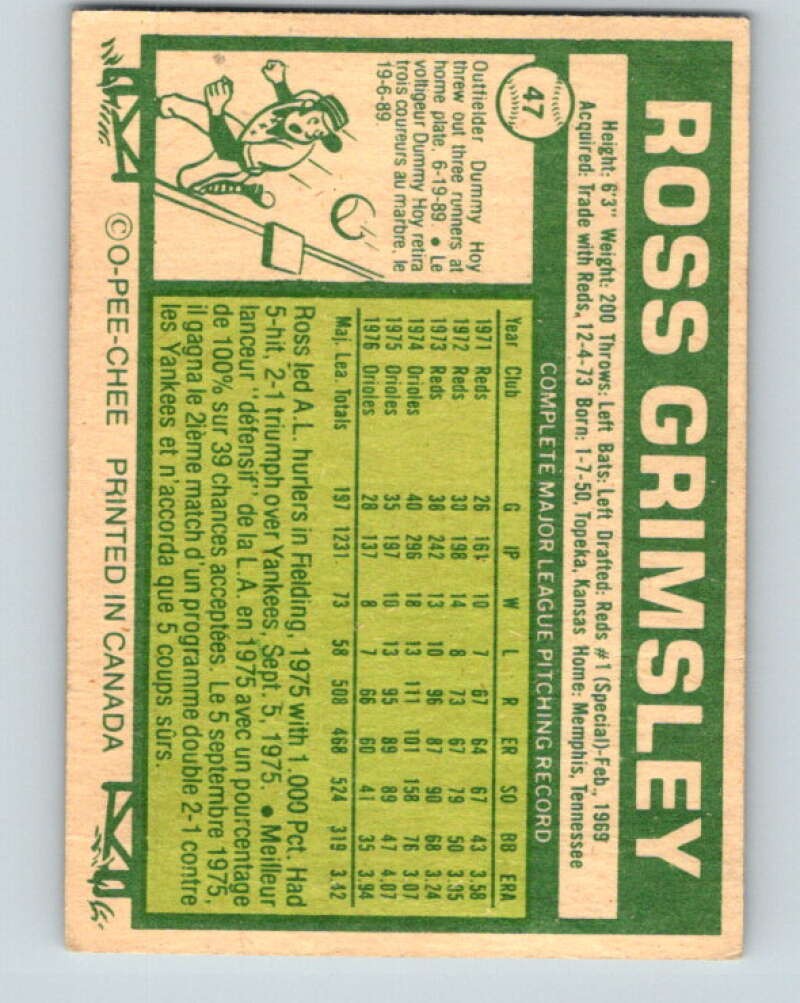 47
ROSS GRIMSLEY
Height: 6'3" Weight: 200 Throws: Left Bats: Left Drafted: Reds #1 (Special)-Feb., 1969
Acquired: Trade with Reds, 12-4-73 Born: 1-7-50, Topeka, Kansas Home: Memphis, Tennessee
Outfielder Dummy Hoy
threw out three runners at
home plate, 6-19-89. ● Le
voltigeur Dummy Hoy retira
trois coureurs au marbre, le
19-6-89.
COMPLETE MAJOR LEAGUE PITCHING RECORD
Year Club G IP W L R ER SO BB ERA
1971 Reds 26 161 10 7 67 64 67 43 3.58
1972 Reds 30 198 14 8 73 67 79 50 3.35
1973 Reds 38 242 13 10 96 87 90 68 3.24
1974 Orioles 40 296 18 13 111 101 158 76 3.07
1975 Orioles 35 197 10 13 95 89 89 47 4.07
1976 Orioles 28 137 8 7 66 60 41 35 3.94
Maj. Lea. Totals 197 1231 73 58 508 468 524 319 3.42
Ross led A.L. hurlers in Fielding, 1975 with 1.000 Pct. Had
5-hit, 2-1 triumph over Yankees, Sept. 5, 1975. ● Meilleur
lanceur "défensif" de la L.A. en 1975 avec un pourcentage
de 100% sur 39 chances acceptées. Le 5 septembre 1975,
il gagna le 2ième match d'un programme double 2-1 contre
les Yankees et n'accorda que 5 coups sûrs.
©O-PEE-CHEE PRINTED IN CANADA